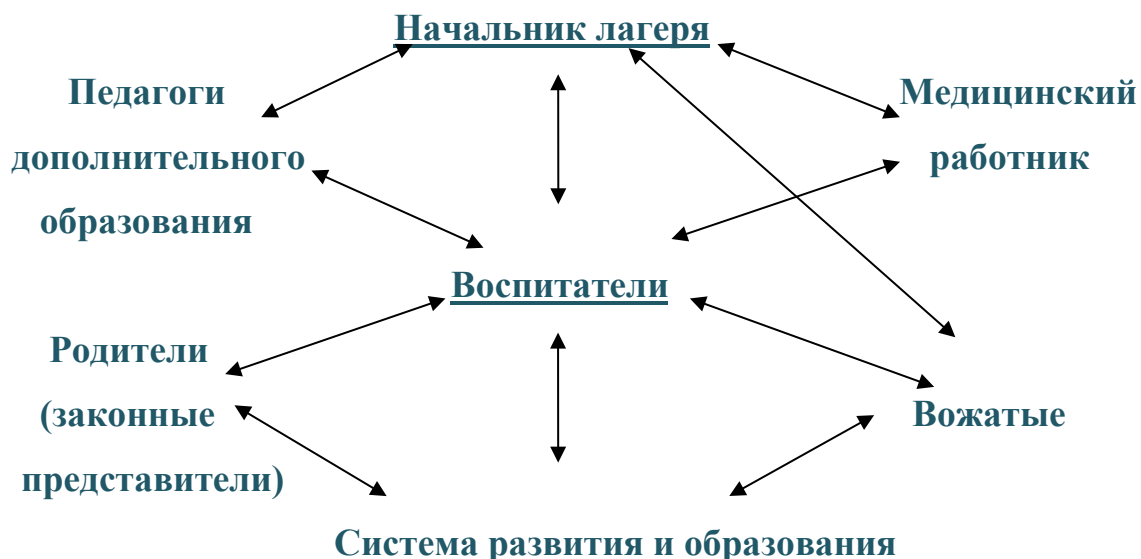 Начальник лагеря
Педагоги
дополнительного
образования
Медицинский
работник
Воспитатели
Родители
(законные
представители)
Вожатые
Система развития и образования